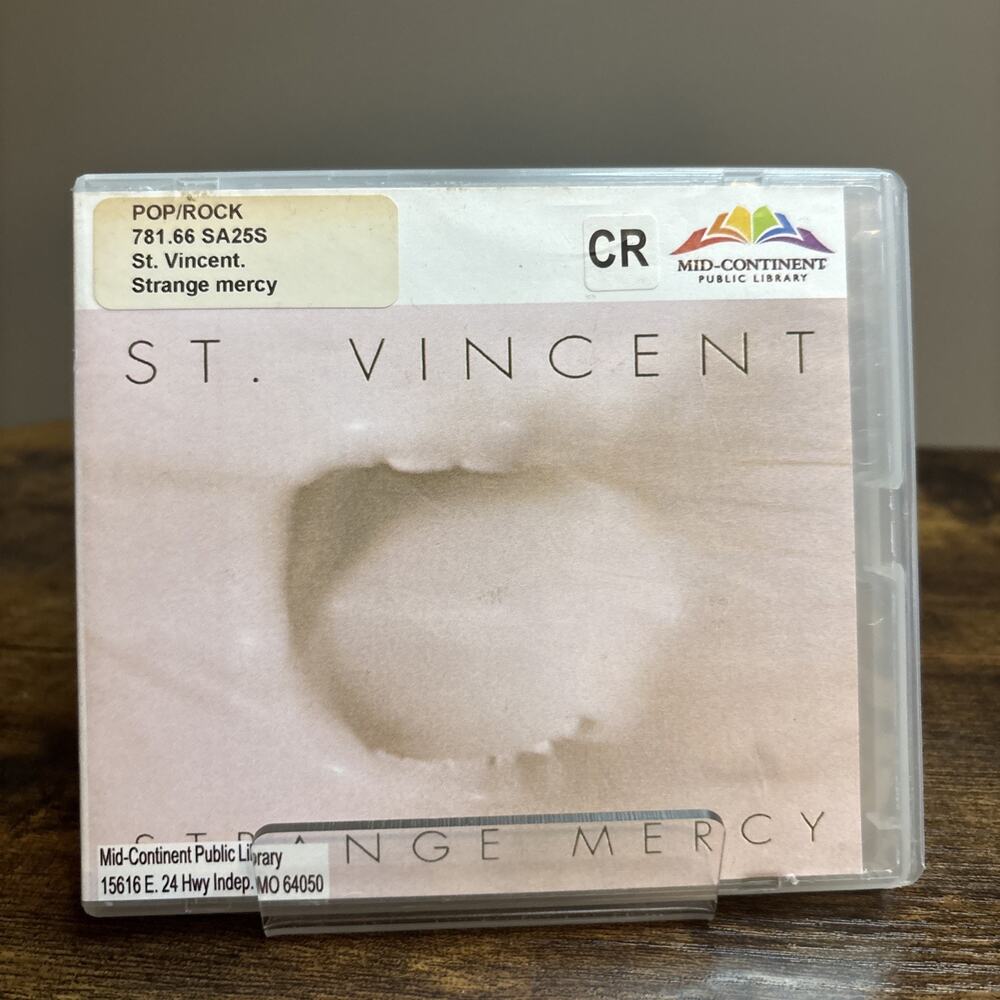 POP/ROCK
781.66 SA25S
St. Vincent.
Strange mercy
CR
MID-CONTINENT
PUBLIC LIBRARY
ST. VINCENT
STRANGE MERCY
Mid-Continent Public Library
15616 E. 24 Hwy Indep. MO 64050